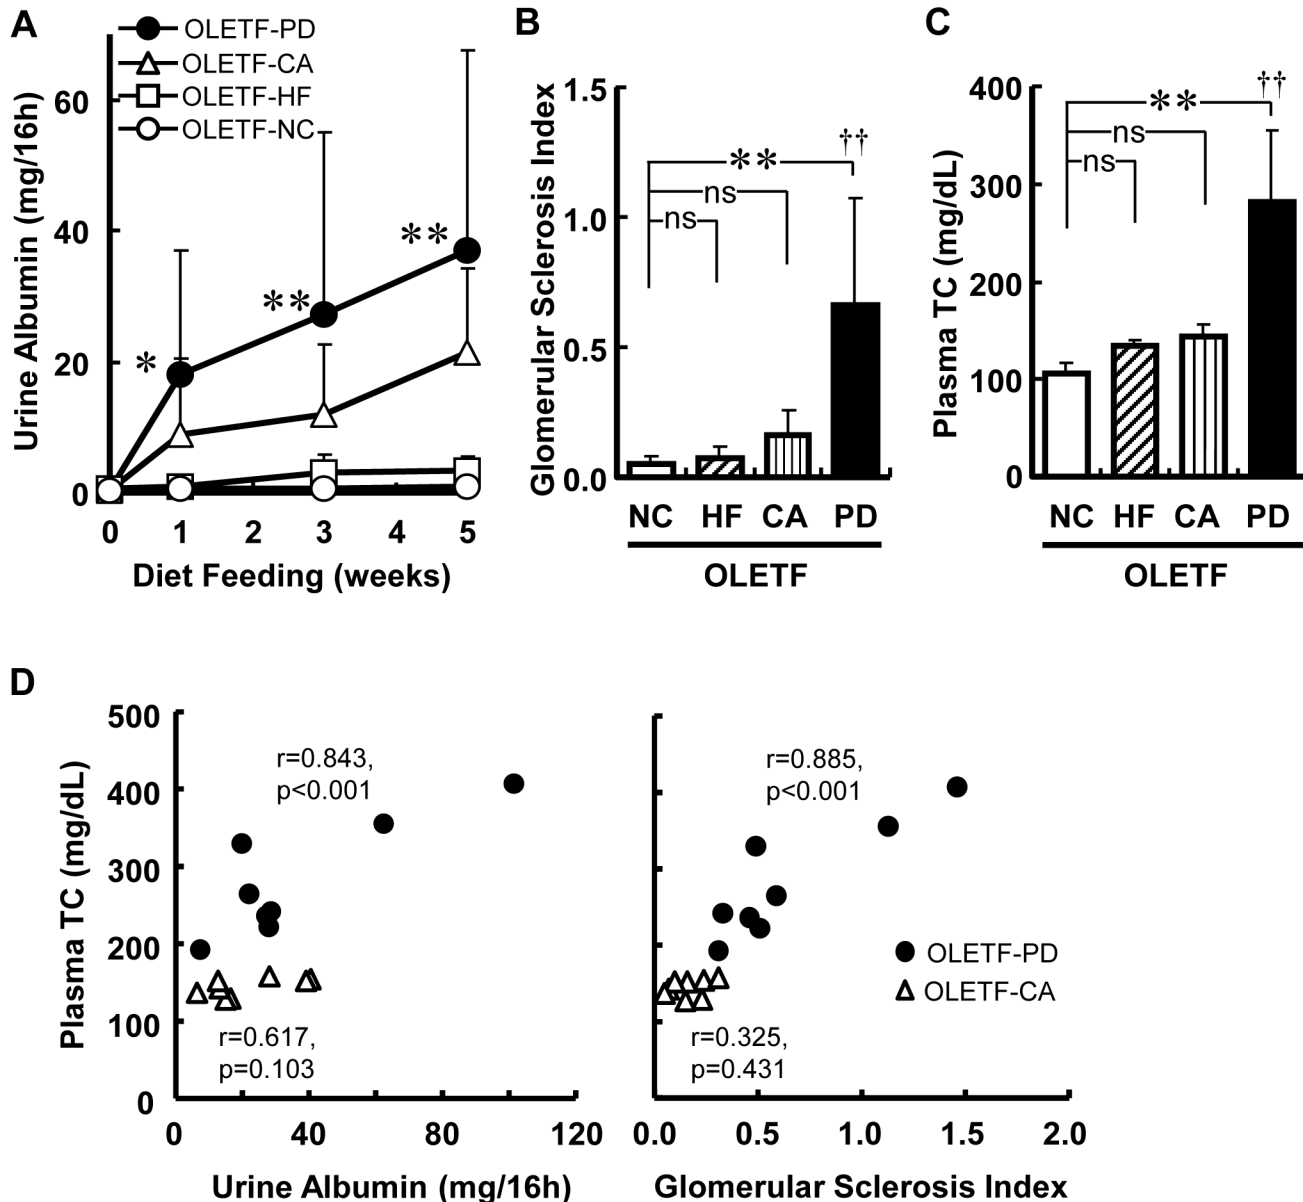 A
OLETF-PD
OLETF-CA
OLETF-HF
OLETF-NC
Urine Albumin (mg/16h)
60
40
20
0
*
**
**
0 1 2 3 4 5
Diet Feeding (weeks)
B
Glomerular Sclerosis Index
1.5
1.0
0.5
0.0
††
**
ns
ns
NC HF CA PD
OLETF
C
Plasma TC (mg/dL)
400
300
200
100
0
††
**
ns
ns
NC HF CA PD
OLETF
D
Plasma TC (mg/dL)
500
400
300
200
100
0
r=0.843,
p<0.001
r=0.617,
p=0.103
0 40 80 120
Urine Albumin (mg/16h)
r=0.885,
p<0.001
OLETF-PD
OLETF-CA
r=0.325,
p=0.431
0.0 0.5 1.0 1.5 2.0
Glomerular Sclerosis Index